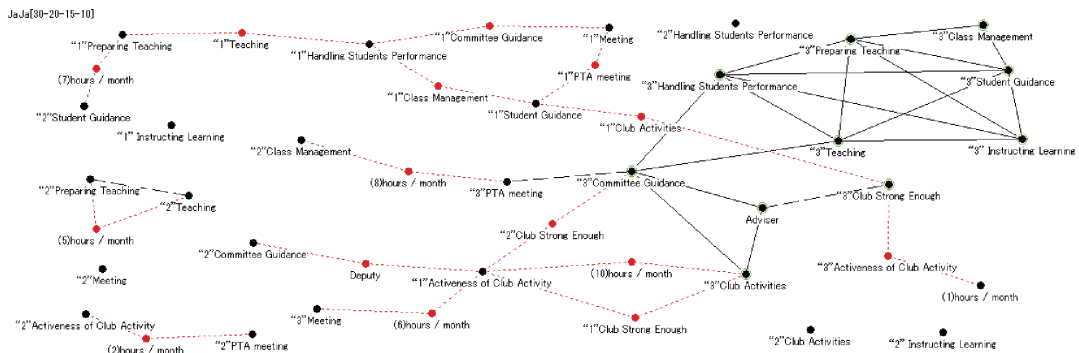 JaJa[30-20-15-10]
“2”Handling Students Performance
“3”Class Management
“1”Preparing Teaching
“1”Teaching
“1”Handling Students Performance
“1”Committee Guidance
“1”Meeting
“3”Preparing Teaching
(7)hours / month
“1”PTA meeting
“3”Student Guidance
“3”Handling Students Performance
“1”Class Management
“2”Student Guidance
“1”Student Guidance
“1”Club Activities
“1” Instructing Learning
“2”Class Management
“3”Teaching
“3” Instructing Learning
(8)hours / month
“3”PTA meeting
“3”Committee Guidance
“2”Preparing Teaching
“2”Teaching
“3”Club Strong Enough
Adviser
(5)hours / month
“2”Club Strong Enough
“2”Committee Guidance
“3”Activeness of Club Activity
Deputy
(10)hours / month
“2”Meeting
“1”Activeness of Club Activity
“3”Club Activities
(1)hours / month
“3”Meeting
(6)hours / month
“2”Activeness of Club Activity
“1”Club Strong Enough
(2)hours / month
“2”PTA meeting
“2”Club Activities
“2” Instructing Learning